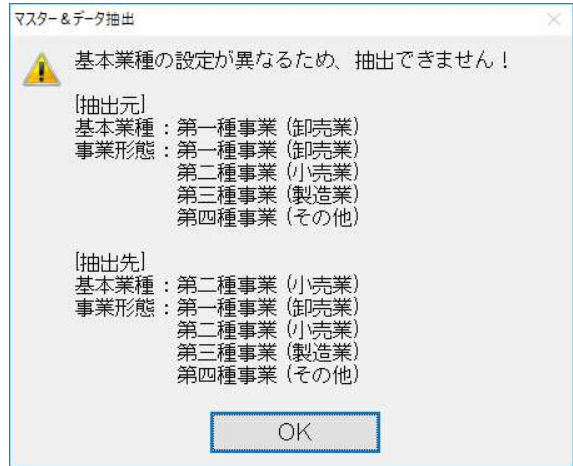 マスター&データ抽出
基本業種の設定が異なるため、抽出できません!
[抽出元]
基本業種:第一種事業(卸売業)
事業形態:第一種事業(卸売業)
第二種事業(小売業)
第三種事業(製造業)
第四種事業(その他)
[抽出先]
基本業種:第二種事業(小売業)
事業形態:第一種事業(卸売業)
第二種事業(小売業)
第三種事業(製造業)
第四種事業(その他)
OK